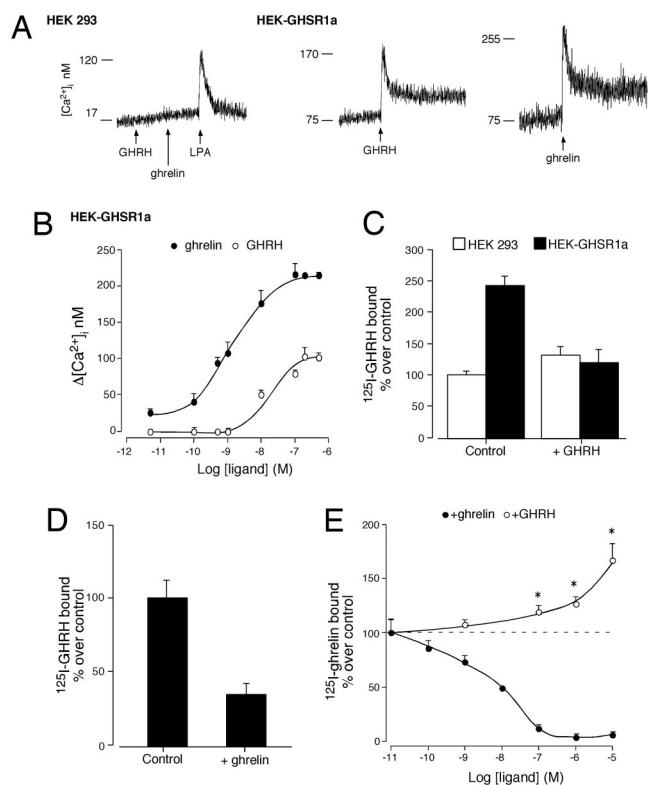 A
HEK 293
HEK-GHSR1a
[Ca²⁺]ᵢ nM
120
17
GHRH
ghrelin
LPA
170
75
GHRH
255
75
ghrelin
B
HEK-GHSR1a
ghrelin
GHRH
Δ[Ca²⁺]ᵢ nM
250
200
150
100
50
0
-12 -11 -10 -9 -8 -7 -6
Log [ligand] (M)
C
HEK 293
HEK-GHSR1a
¹²⁵I-GHRH bound
% over control
300
250
200
150
100
50
0
Control
+ GHRH
D
¹²⁵I-GHRH bound
% over control
150
100
50
0
Control
+ ghrelin
E
+ghrelin
+GHRH
¹²⁵I-ghrelin bound
% over control
200
150
100
50
0
* * *
-11 -10 -9 -8 -7 -6 -5
Log [ligand] (M)